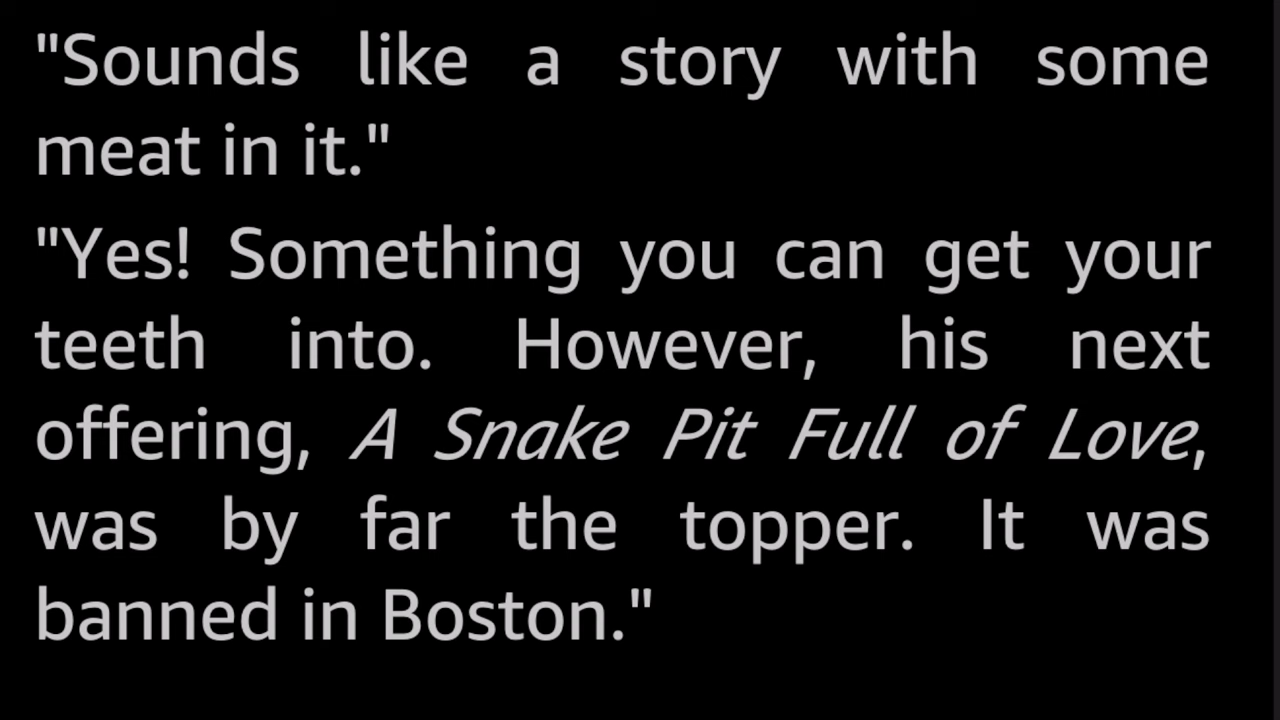 "Sounds like a story with some
meat in it."
"Yes! Something you can get your
teeth into. However, his next
offering, A Snake Pit Full of Love,
was by far the topper. It was
banned in Boston."